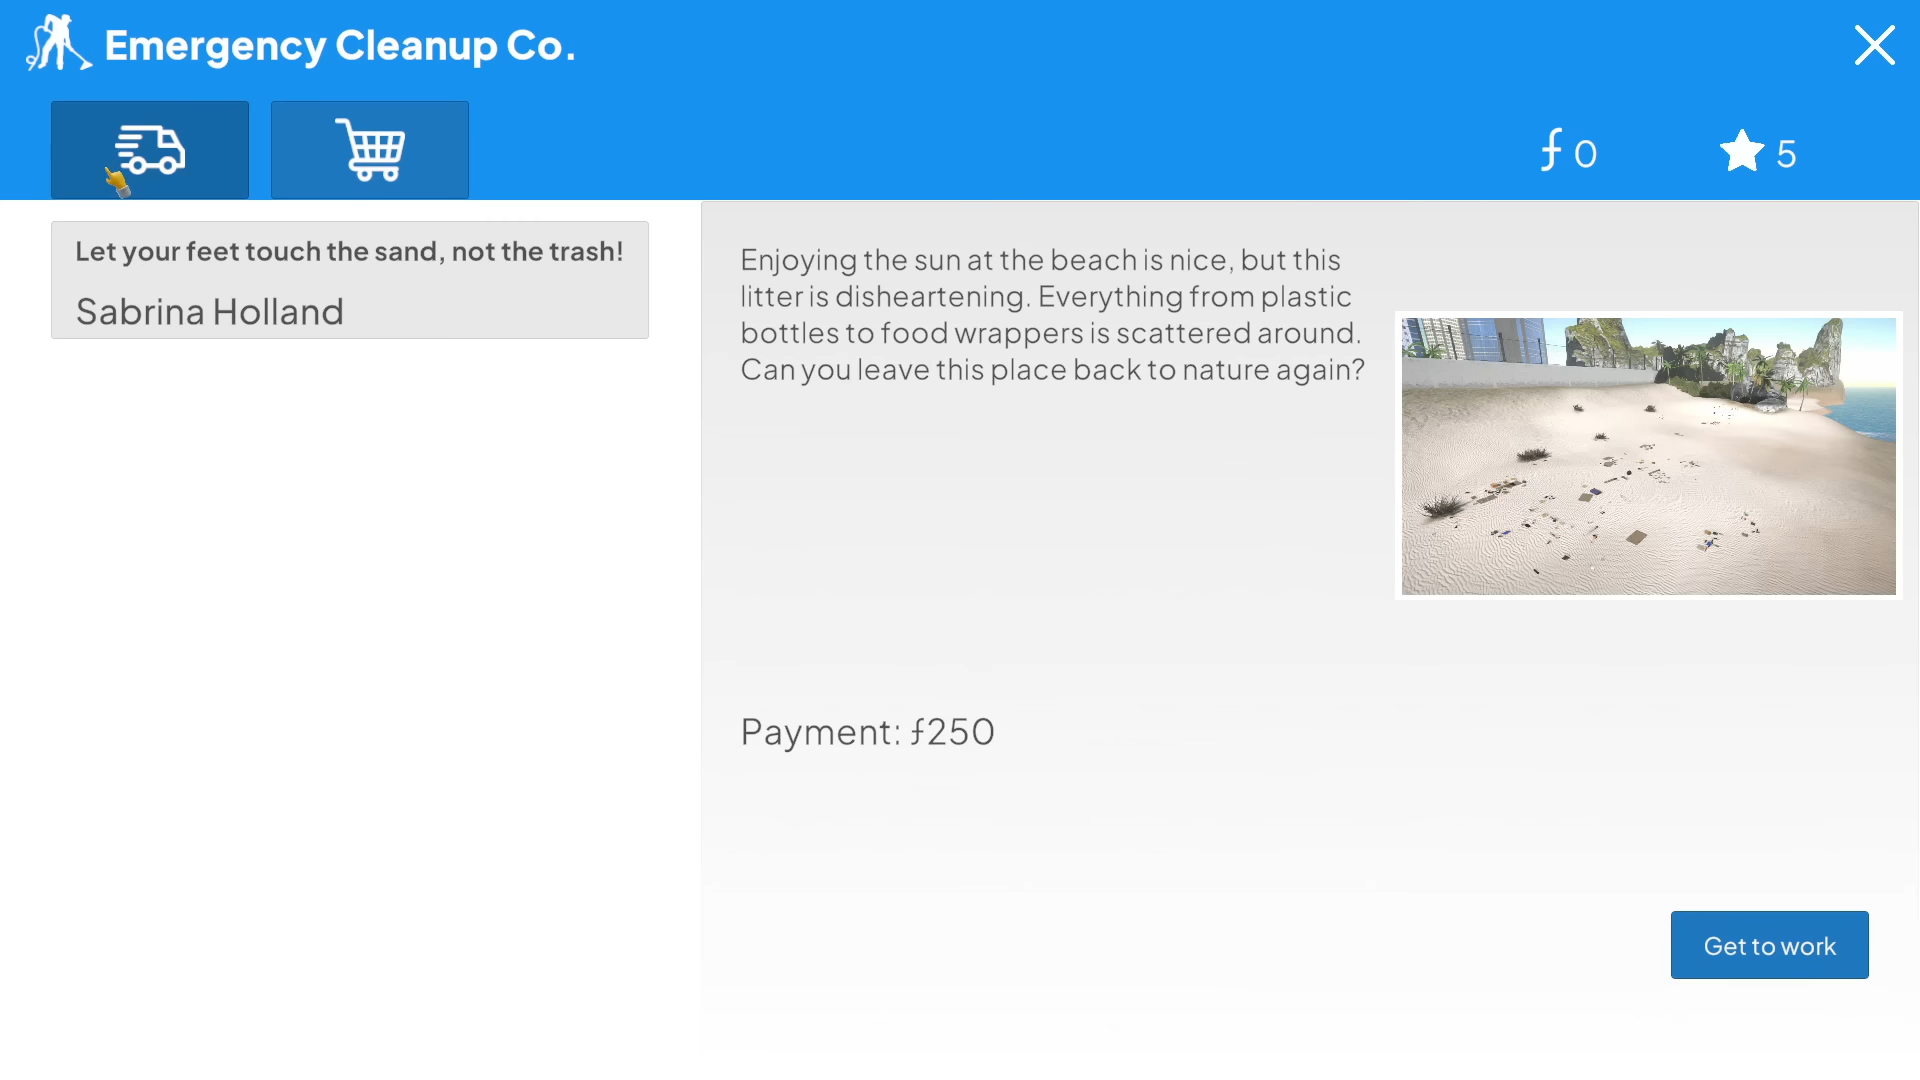 Emergency Cleanup Co.
ƒ 0
5
Let your feet touch the sand, not the trash!
Sabrina Holland
Enjoying the sun at the beach is nice, but this
litter is disheartening. Everything from plastic
bottles to food wrappers is scattered around.
Can you leave this place back to nature again?
Payment: ƒ250
Get to work